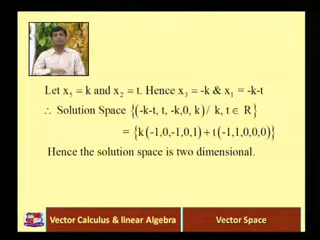 Let x₅ = k and x₂ = t. Hence x₃ = -k & x₁ = -k-t
∴ Solution Space {(-k-t, t, -k,0, k)/ k, t ∈ R}
= {k(-1,0,-1,0,1) + t(-1,1,0,0,0)}
Hence the solution space is two dimensional.
Vector Calculus & linear Algebra
Vector Space